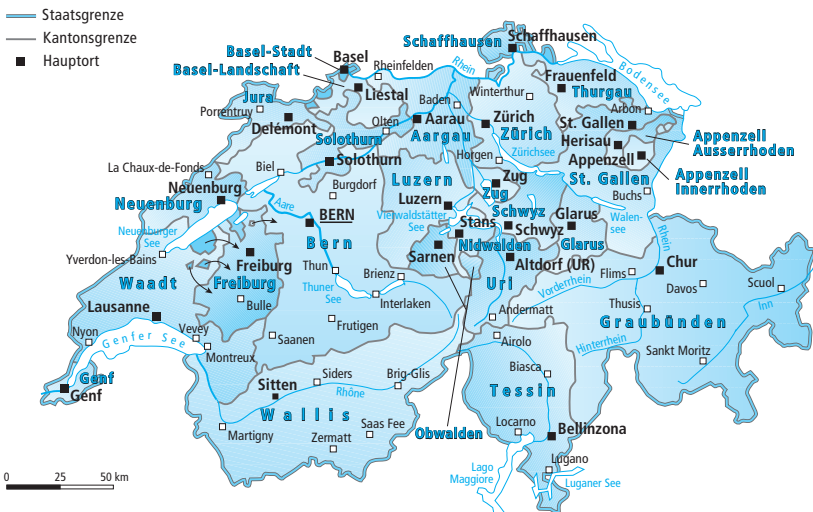 Staatsgrenze
Kantonsgrenze
Hauptort
Schaffhausen
Schaffhausen
Basel-Stadt
Basel
Basel-Landschaft
Rheinfelden
Rhein
Bodensee
Liestal
Winterthur
Frauenfeld
Thurgau
Jura
Porrentruy
Baden
Arbon
Delémont
Olten
Aarau
Zürich
St. Gallen
Solothurn
Aargau
Zürich
Herisau
Appenzell
Ausserrhoden
Solothurn
Horgen
Zürichsee
Appenzell
La Chaux-de-Fonds
Biel
Luzern
Zug
St. Gallen
Appenzell
Innerrhoden
Neuenburg
Burgdorf
Zug
Buchs
Neuenburg
Aare
Luzern
Schwyz
Glarus
Walen-
see
BERN
Vierwaldstätter
See
Stans
Schwyz
Neuenburger
See
Bern
Nidwalden
Glarus
Rhein
Yverdon-les-Bains
Freiburg
Sarnen
Altdorf (UR)
Chur
Waadt
Freiburg
Thun
Brienz
Uri
Flims
Davos
Scuol
Thuner
See
Vorderrhein
Inn
Bulle
Interlaken
Thusis
Lausanne
Frutigen
Andermatt
Graubünden
Nyon
Vevey
Saanen
Airolo
Hinterrhein
Genfer See
Montreux
Sankt Moritz
Genf
Siders
Brig-Glis
Biasca
Genf
Sitten
Rhône
Tessin
Wallis
Saas Fee
Obwalden
Locarno
Bellinzona
Martigny
Zermatt
Lugano
Lago
Maggiore
Luganer See
0 25 50 km